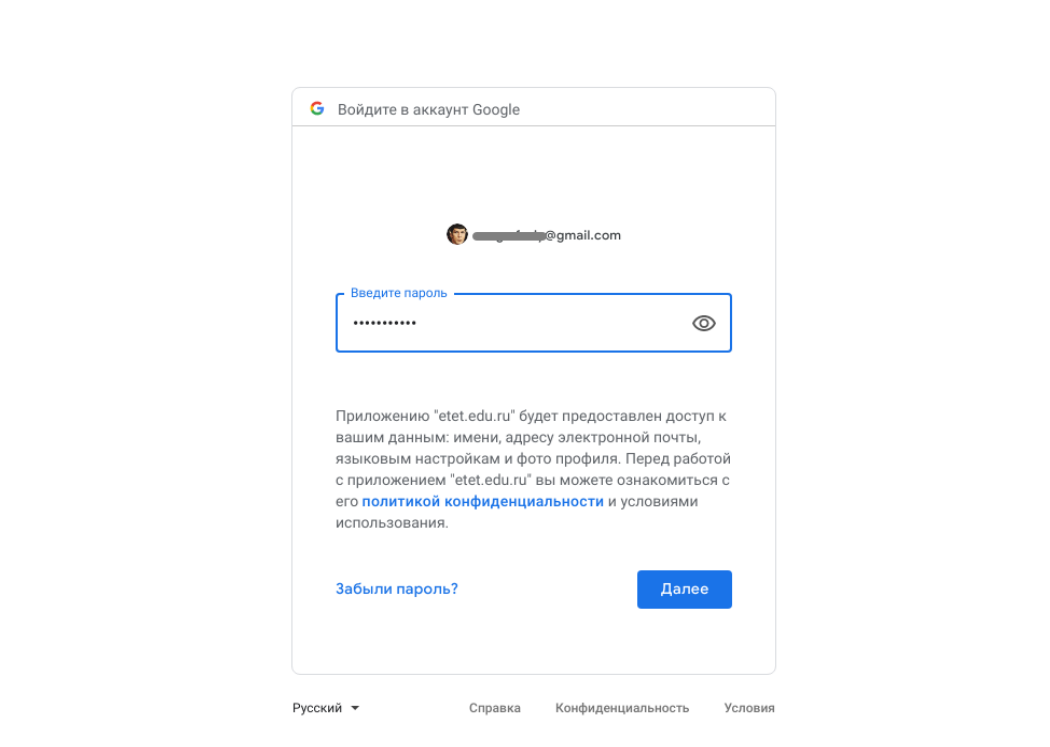 Войдите в аккаунт Google
@gmail.com
Введите пароль
•••••••••••
Приложению "etet.edu.ru" будет предоставлен доступ к
вашим данным: имени, адресу электронной почты,
языковым настройкам и фото профиля. Перед работой
с приложением "etet.edu.ru" вы можете ознакомиться с
его политикой конфиденциальности и условиями
использования.
Забыли пароль?
Далее
Русский
Справка
Конфиденциальность
Условия